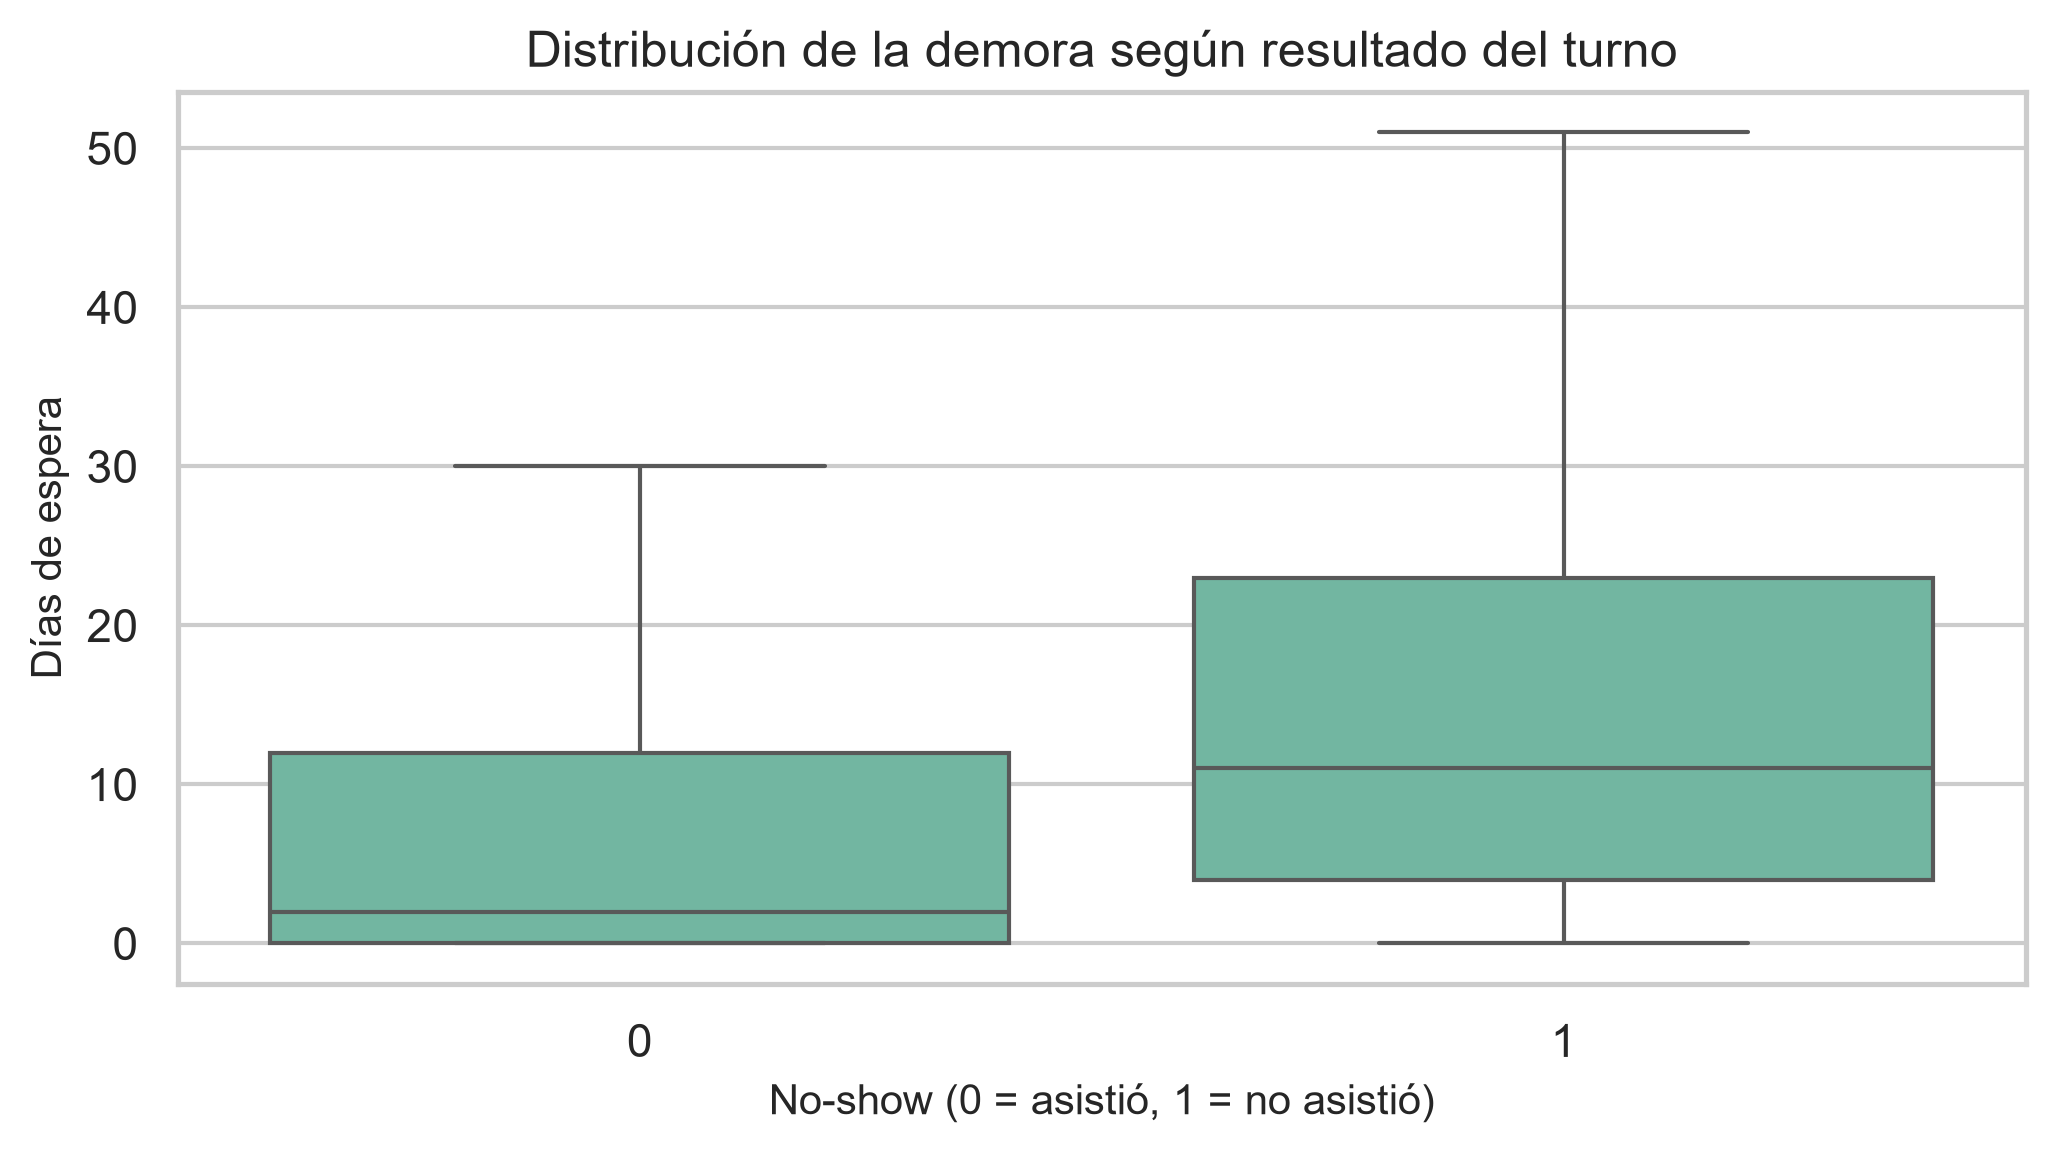 Distribución de la demora según resultado del turno
Días de espera
50
40
30
20
10
0
0
1
No-show (0 = asistió, 1 = no asistió)